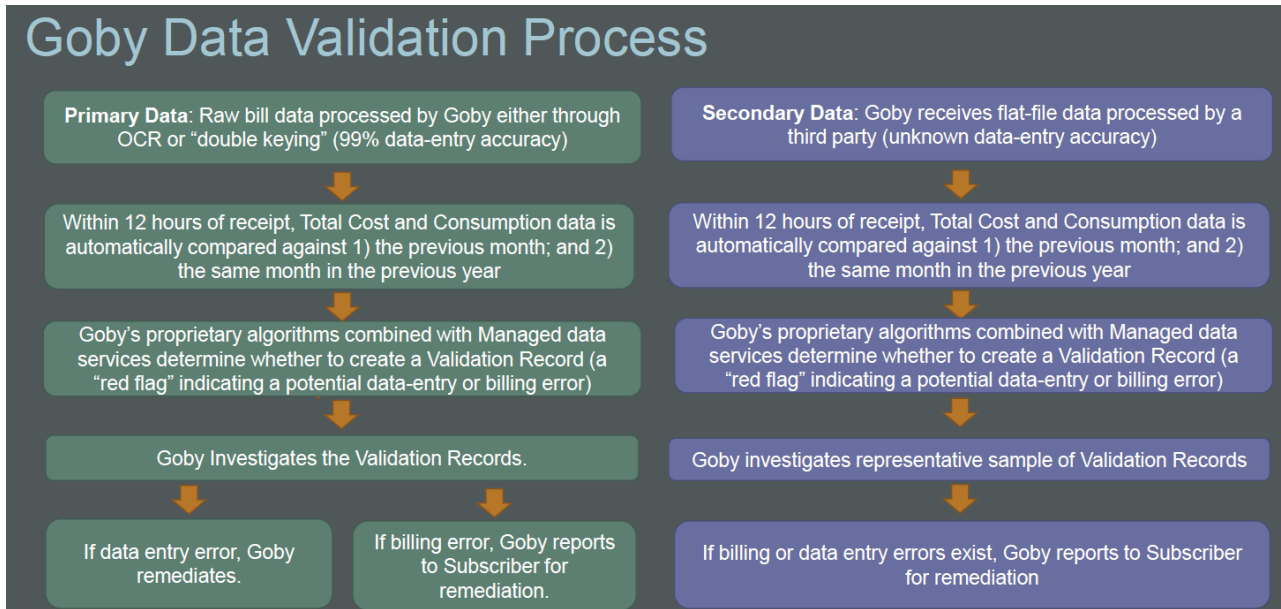 Goby Data Validation Process
Primary Data: Raw bill data processed by Goby either through
OCR or “double keying” (99% data-entry accuracy)
Within 12 hours of receipt, Total Cost and Consumption data is
automatically compared against 1) the previous month; and 2)
the same month in the previous year
Goby’s proprietary algorithms combined with Managed data
services determine whether to create a Validation Record (a
“red flag” indicating a potential data-entry or billing error)
Goby Investigates the Validation Records.
If data entry error, Goby
remediates.
If billing error, Goby reports
to Subscriber for
remediation.
Secondary Data: Goby receives flat-file data processed by a
third party (unknown data-entry accuracy)
Within 12 hours of receipt, Total Cost and Consumption data is
automatically compared against 1) the previous month; and 2)
the same month in the previous year
Goby’s proprietary algorithms combined with Managed data
services determine whether to create a Validation Record (a
“red flag” indicating a potential data-entry or billing error)
Goby investigates representative sample of Validation Records
If billing or data entry errors exist, Goby reports to Subscriber
for remediation